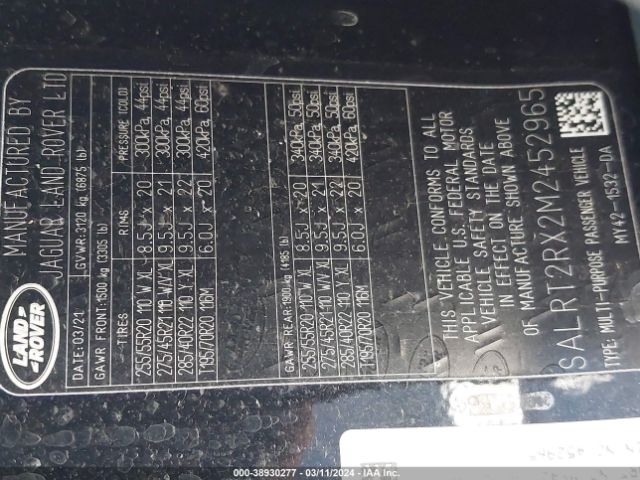 MANUFACTURED BY
JAGUAR LAND ROVER LTD
LAND
ROVER
DATE:03/21 GVWR:3120 kg (6875 lb)
GAWR FRONT:1500 kg (3305 lb)
TIRES RIMS PRESSURE (COLD)
255/55R20 110 W XL 8.5J x 20 300kPa 44psi
275/45R21 110 W/Y XL 9.5J x 21 300kPa 44psi
285/40R22 110 Y XL 9.5J x 22 300kPa 44psi
T195/70R20 116M 6.0J x 20 420kPa 60psi
GAWR REAR:1900kg (4185 lb)
255/55R20 110 W XL 8.5J x 20 340kPa 50psi
275/45R21 110 W/Y XL 9.5J x 21 340kPa 50psi
285/40R22 110 Y XL 9.5J x 22 340kPa 50psi
T195/70R20 116M 6.0J x 20 420kPa 60psi
THIS VEHICLE CONFORMS TO ALL
APPLICABLE U.S. FEDERAL MOTOR
VEHICLE SAFETY STANDARDS
IN EFFECT ON THE DATE
OF MANUFACTURE SHOWN ABOVE
SALRT2RX2M2452965
TYPE: MULTI-PURPOSE PASSENGER VEHICLE
MY42-1532-DA
© 38930277 - 03/11/2024 - IAA Inc.